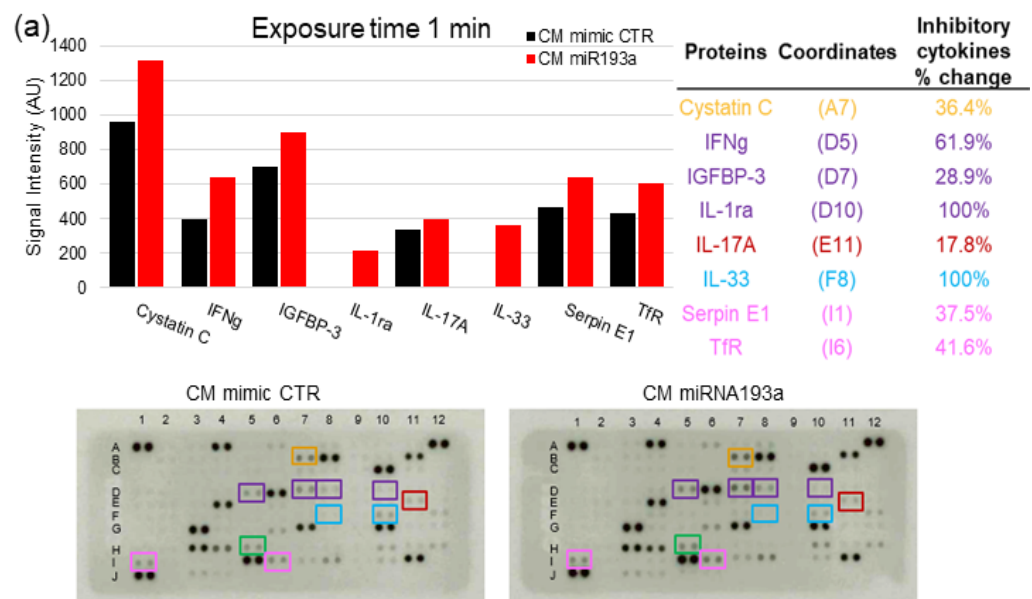 (a)
Exposure time 1 min
CM mimic CTR
CM miR193a
Signal Intensity (AU)
1400
1200
1000
800
600
400
200
0
Cystatin C
IFNg
IGFBP-3
IL-1ra
IL-17A
IL-33
Serpin E1
TfR
Proteins Coordinates Inhibitory cytokines % change
Cystatin C (A7) 36.4%
IFNg (D5) 61.9%
IGFBP-3 (D7) 28.9%
IL-1ra (D10) 100%
IL-17A (E11) 17.8%
IL-33 (F8) 100%
Serpin E1 (I1) 37.5%
TfR (I6) 41.6%
CM mimic CTR
1 2 3 4 5 6 7 8 9 10 11 12
A
B
C
D
E
F
G
H
I
J
CM miRNA193a
1 2 3 4 5 6 7 8 9 10 11 12
A
B
C
D
E
F
G
H
I
J